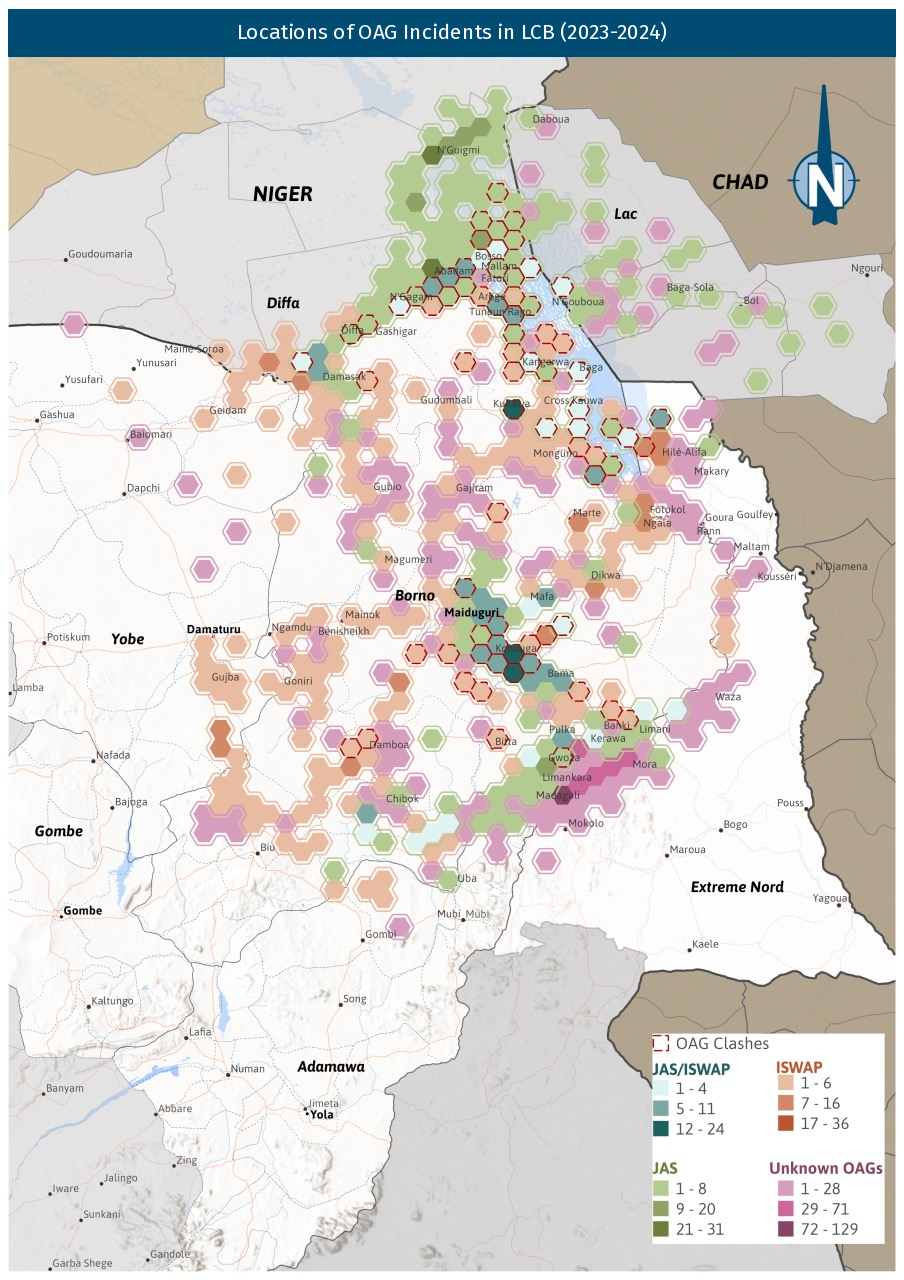 Locations of OAG Incidents in LCB (2023-2024)
Daboua
N'Guigmi
NIGER
CHAD
N
Lac
Goudoumaria
Bosso
Mallam
Fatori
Abadam
Ngouri
Baga-Sola
Diffa
N'Gagam
Arege
N'Gouboua
Bol
Tundun Rago
Diffa
Gashigar
Mainé-Soroa
Yunusari
Kangarwa
Baga
Yusufari
Damasak
Gudumbali
Kukawa
Cross Kauwa
Geidam
Gashua
Baiomari
Monguno
Hilé-Alifa
Makary
Dapchi
Gubio
Gajiram
Marte
Fotokol
Ngala
Goura
Goulfey
Rann
Maltam
Magumeri
Dikwa
Kousséri
N'Djamena
Borno
Mafa
Mainok
Maiduguri
Yobe
Damaturu
Ngamdu
Benisheikh
Potiskum
Konduga
Gujba
Goniri
Bama
Lamba
Waza
Pulka
Banki
Limani
Kerawa
Damboa
Bitta
Nafada
Gwoza
Mora
Limankara
Chibok
Madagali
Bajoga
Pouss
Mokolo
Bogo
Gombe
Biu
Maroua
Uba
Extreme Nord
Yagoua
Gombe
Mubi Mubi
Gombi
Kaele
Kaltungo
Song
Lafia
Adamawa
Numan
Banyam
Jimeta
Yola
Abbare
Zing
Jalingo
Iware
Sunkani
Gandole
Garba Shege
OAG Clashes
JAS/ISWAP
1 - 4
5 - 11
12 - 24
ISWAP
1 - 6
7 - 16
17 - 36
JAS
1 - 8
9 - 20
21 - 31
Unknown OAGs
1 - 28
29 - 71
72 - 129